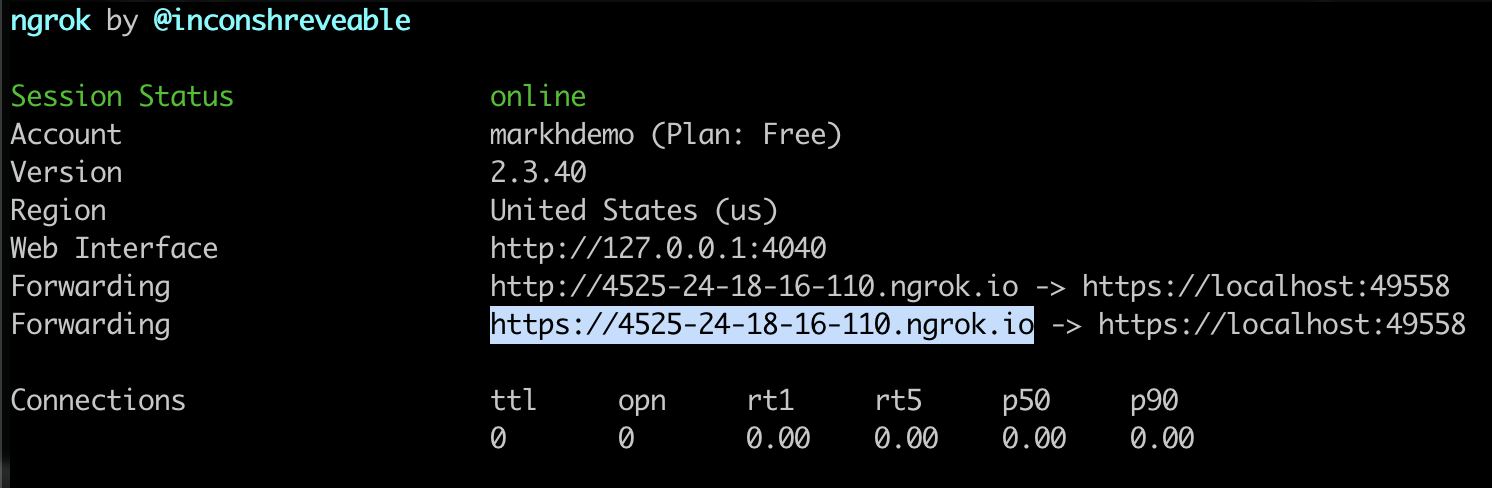 ngrok by @inconshreveable
Session Status online
Account markhdemo (Plan: Free)
Version 2.3.40
Region United States (us)
Web Interface http://127.0.0.1:4040
Forwarding http://4525-24-18-16-110.ngrok.io -> https://localhost:49558
Forwarding https://4525-24-18-16-110.ngrok.io -> https://localhost:49558
Connections ttl opn rt1 rt5 p50 p90
0 0 0.00 0.00 0.00 0.00